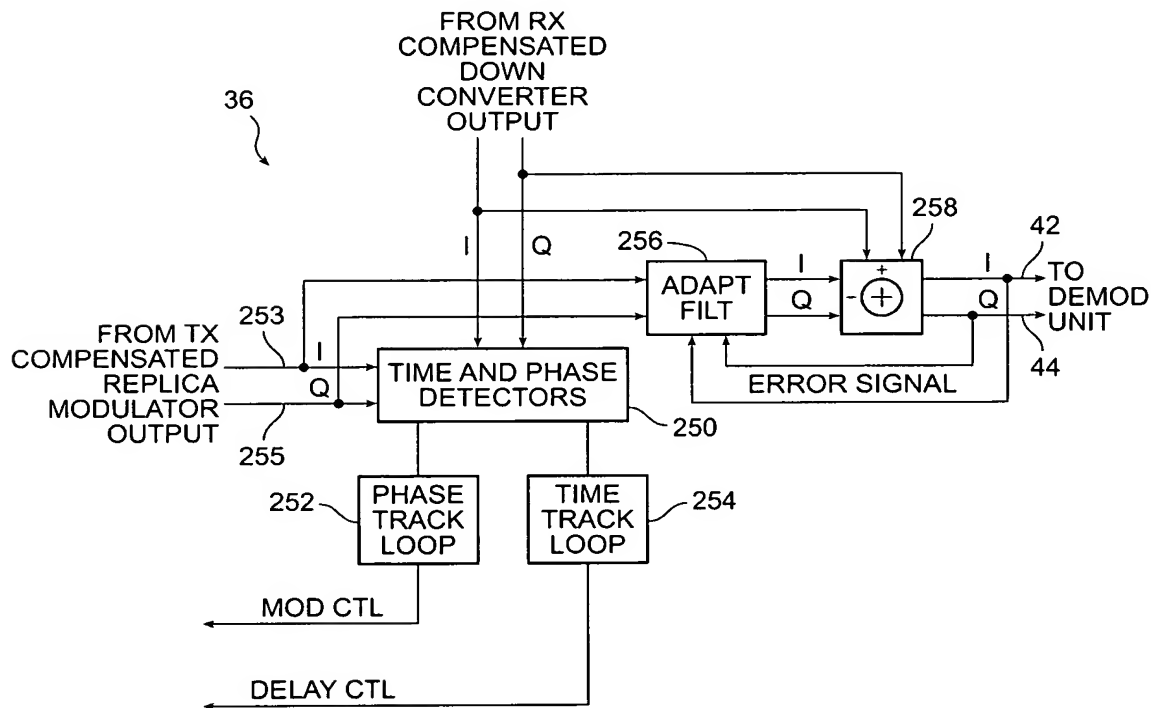 FROM RX
COMPENSATED
DOWN
CONVERTER
OUTPUT
36
I
Q
256
ADAPT
FILT
I
Q
258
+
-
+
I
Q
42
TO
DEMOD
UNIT
44
ERROR SIGNAL
FROM TX
COMPENSATED
REPLICA
MODULATOR
OUTPUT
253
I
Q
255
TIME AND PHASE
DETECTORS
250
252
PHASE
TRACK
LOOP
TIME
TRACK
LOOP
254
MOD CTL
DELAY CTL